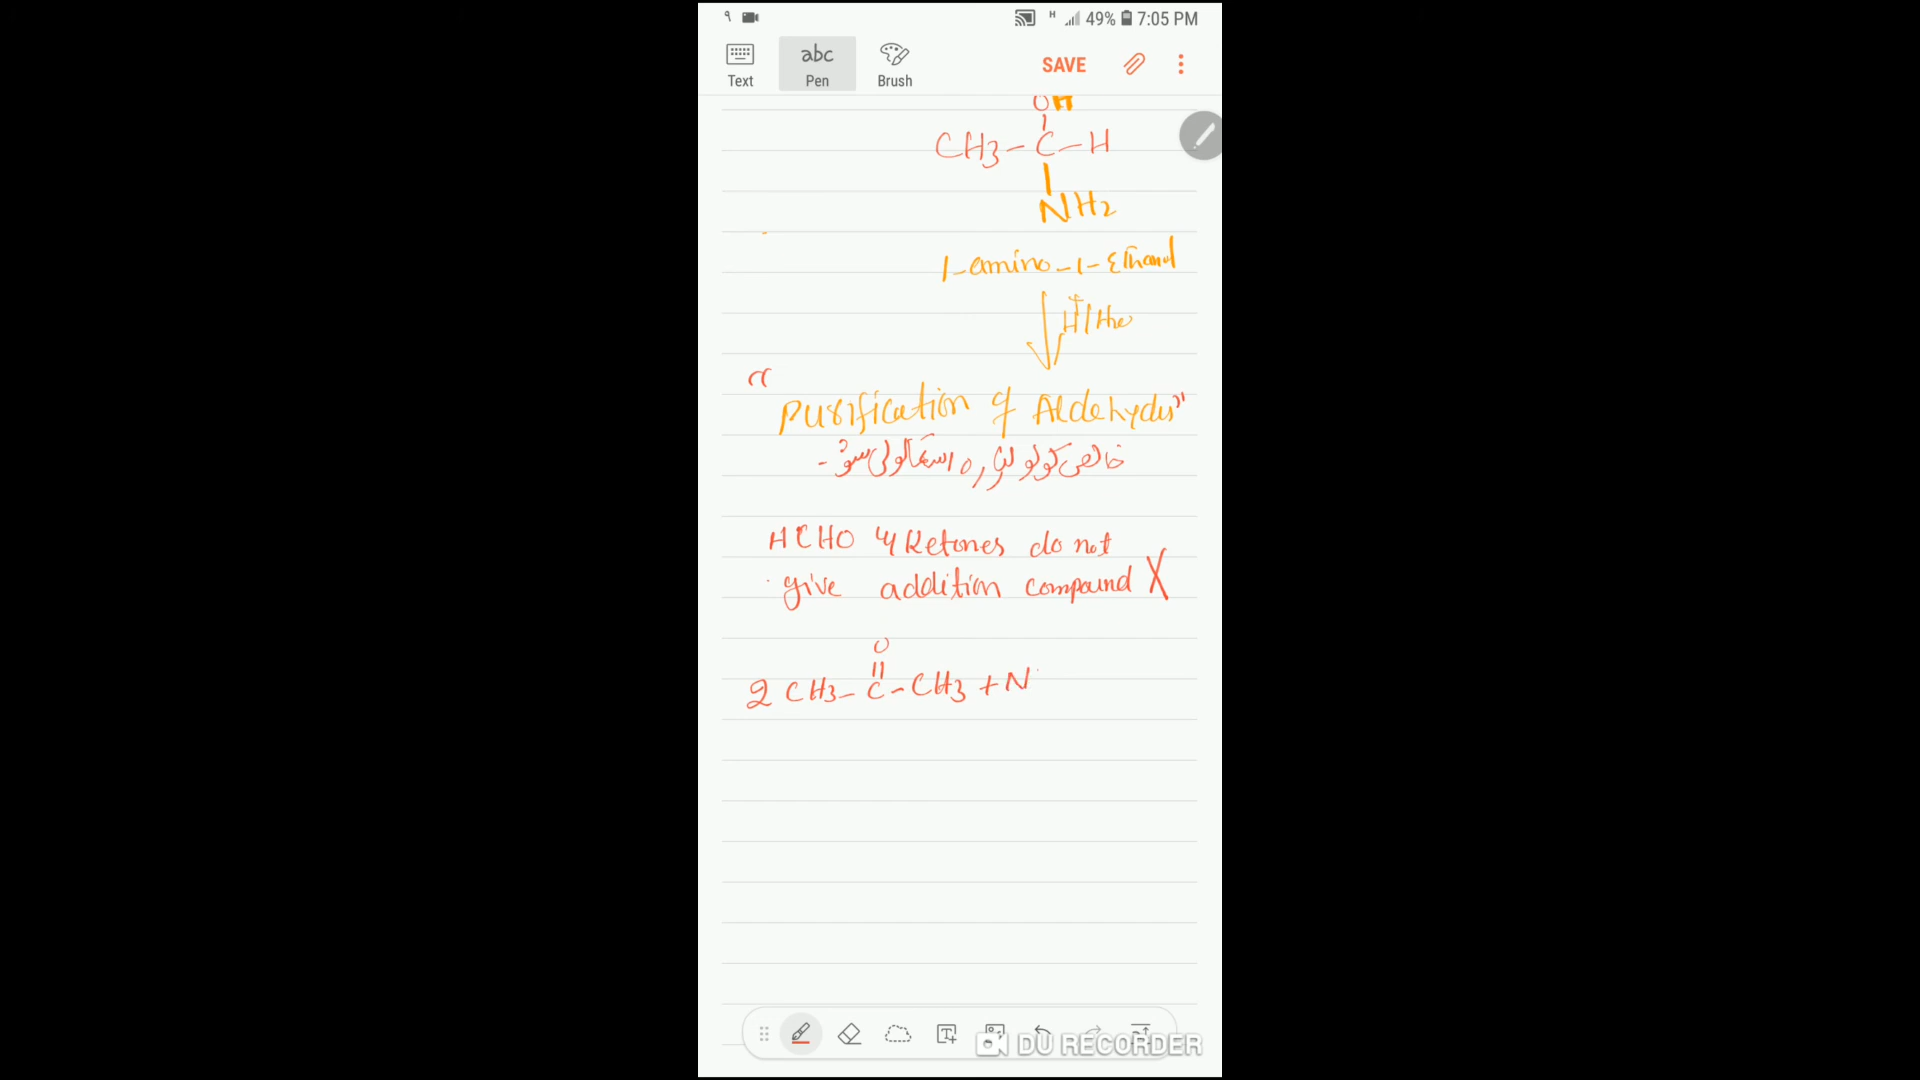 49% 7:05 PM
Text
abc
Pen
Brush
SAVE
OH
CH3-C-H
NH2
1-amino-1-Ethanol
H+/H2O
"Purification of Aldehydes"
HCHO & Ketones do not
give addition compound X
O
2 CH3-C-CH3 + N
DU RECORDER